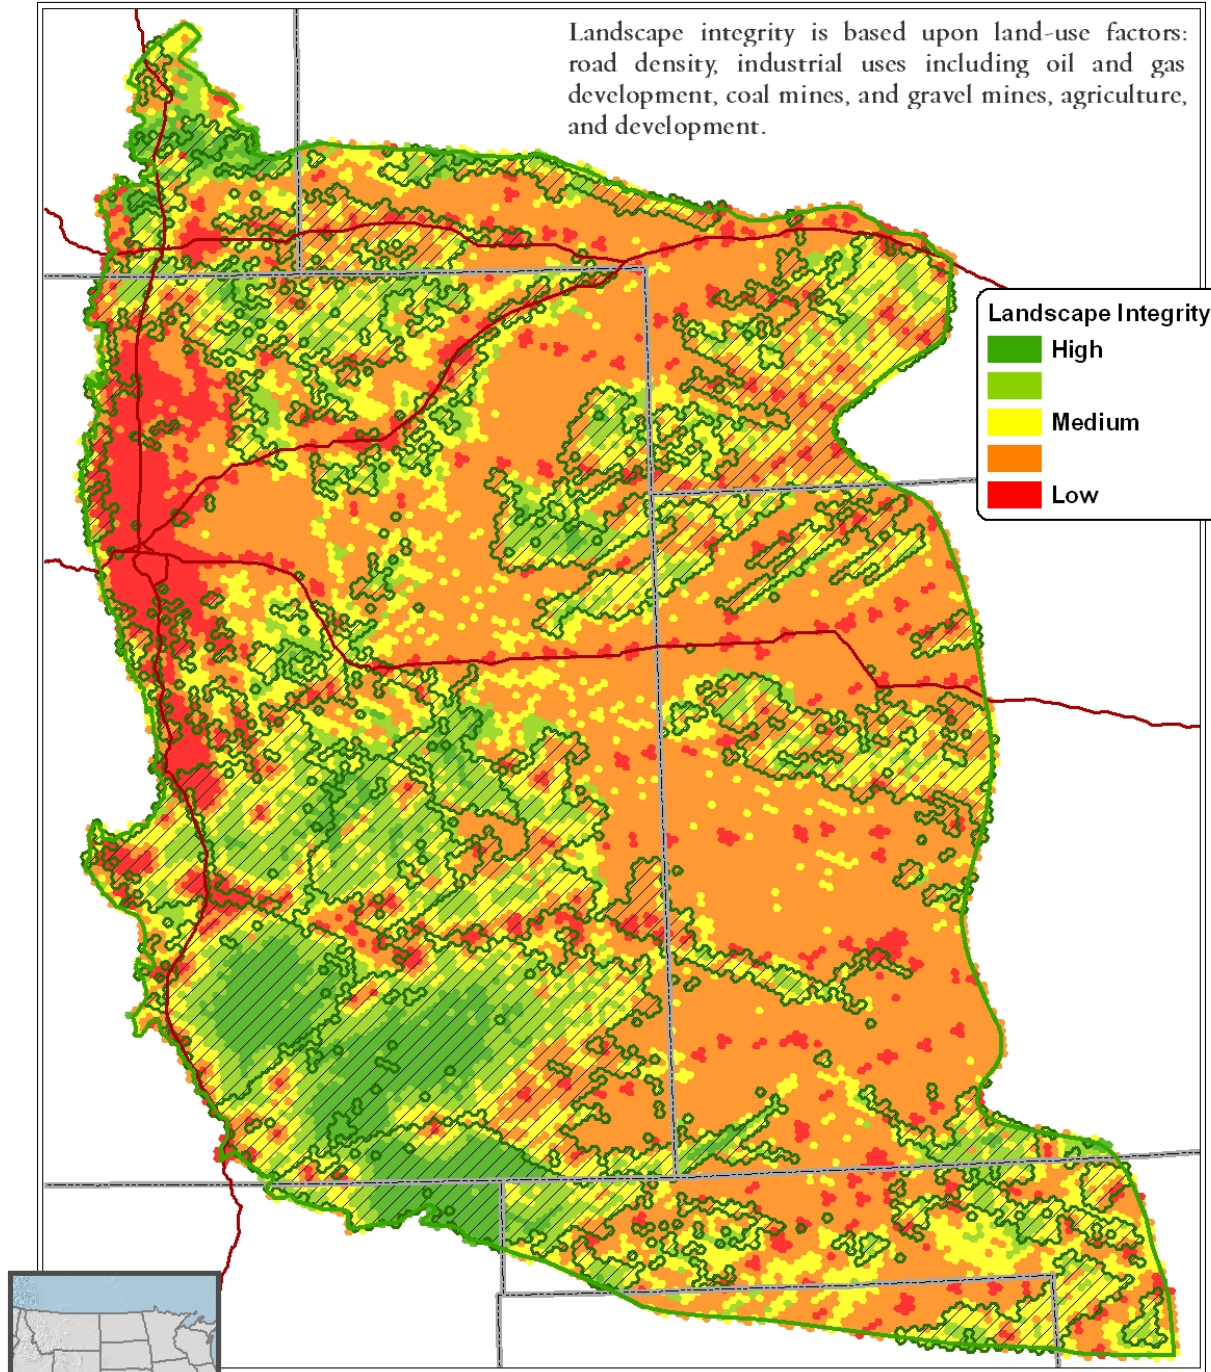 Landscape integrity is based upon land-use factors:
road density, industrial uses including oil and gas
development, coal mines, and gravel mines, agriculture,
and development.
Landscape Integrity
High
Medium
Low